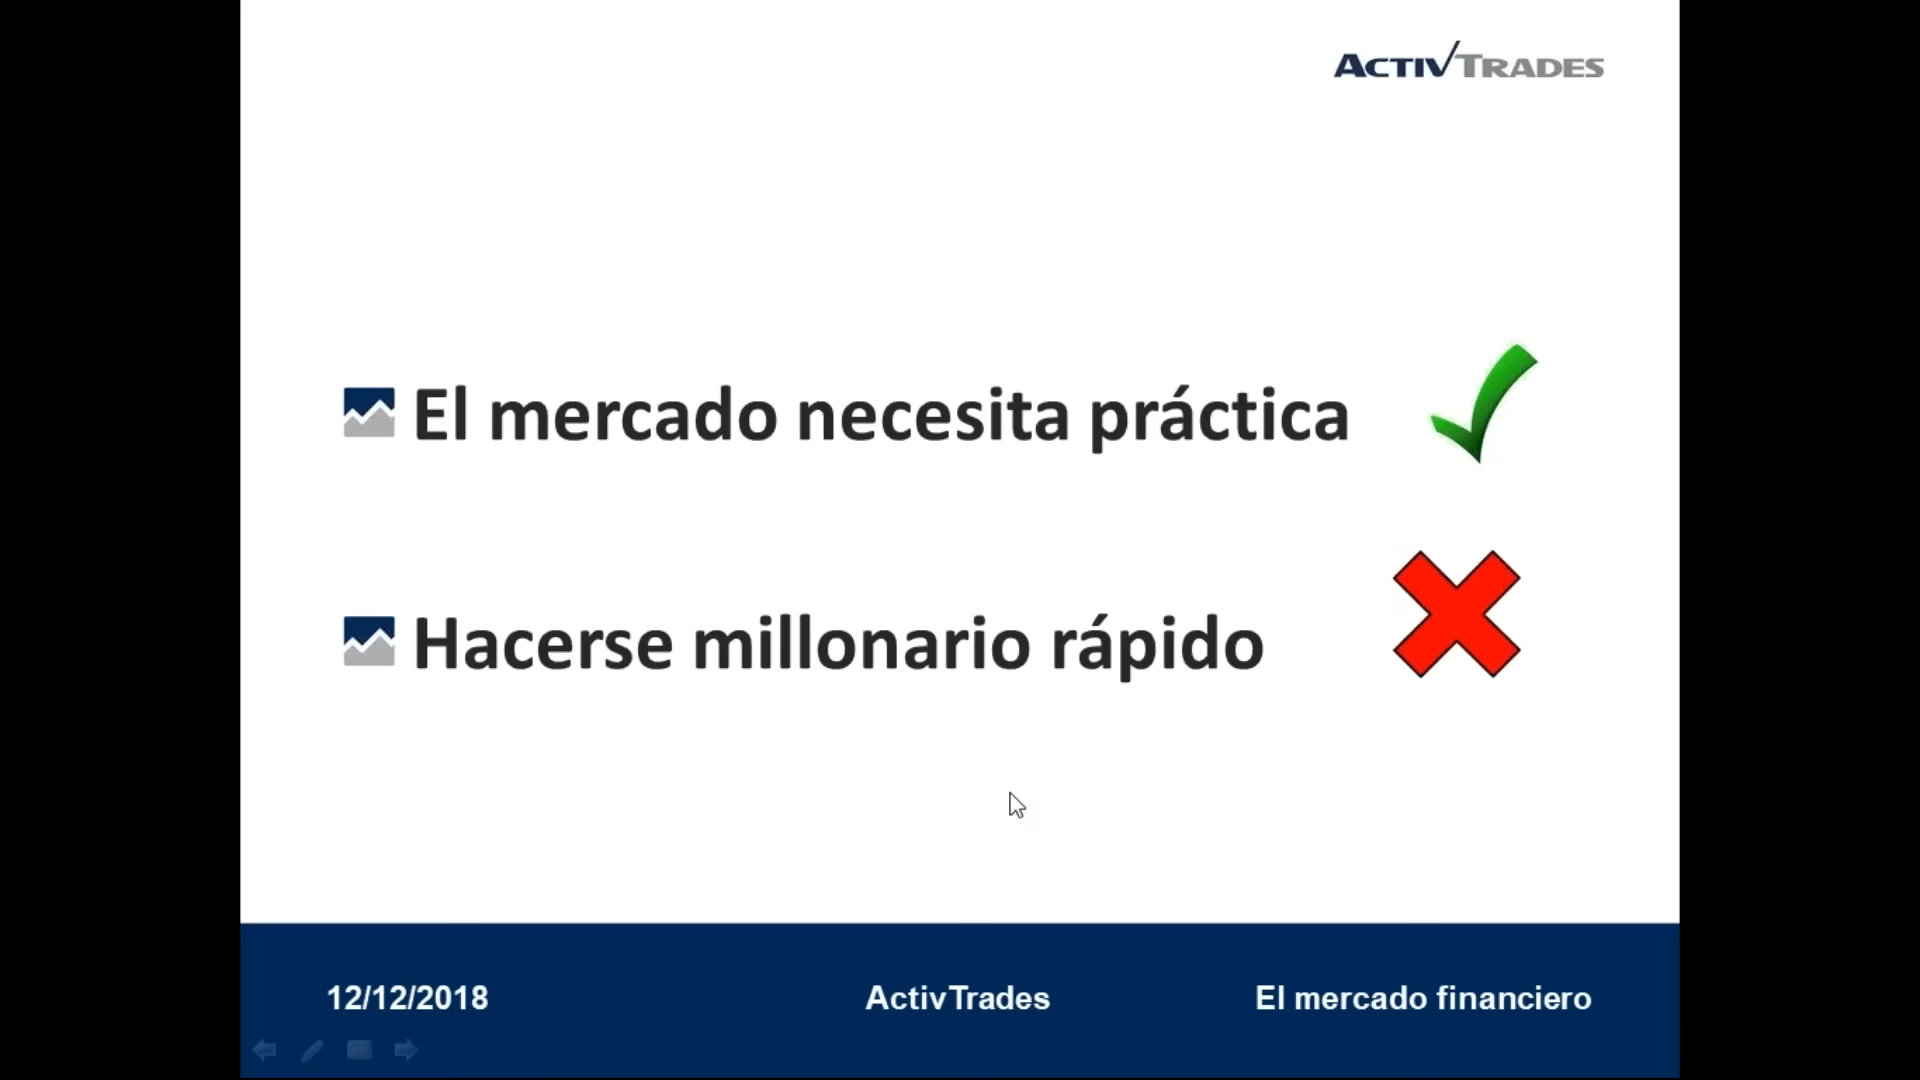 ACTIVTRADES
El mercado necesita práctica
Hacerse millonario rápido
12/12/2018
ActivTrades
El mercado financiero